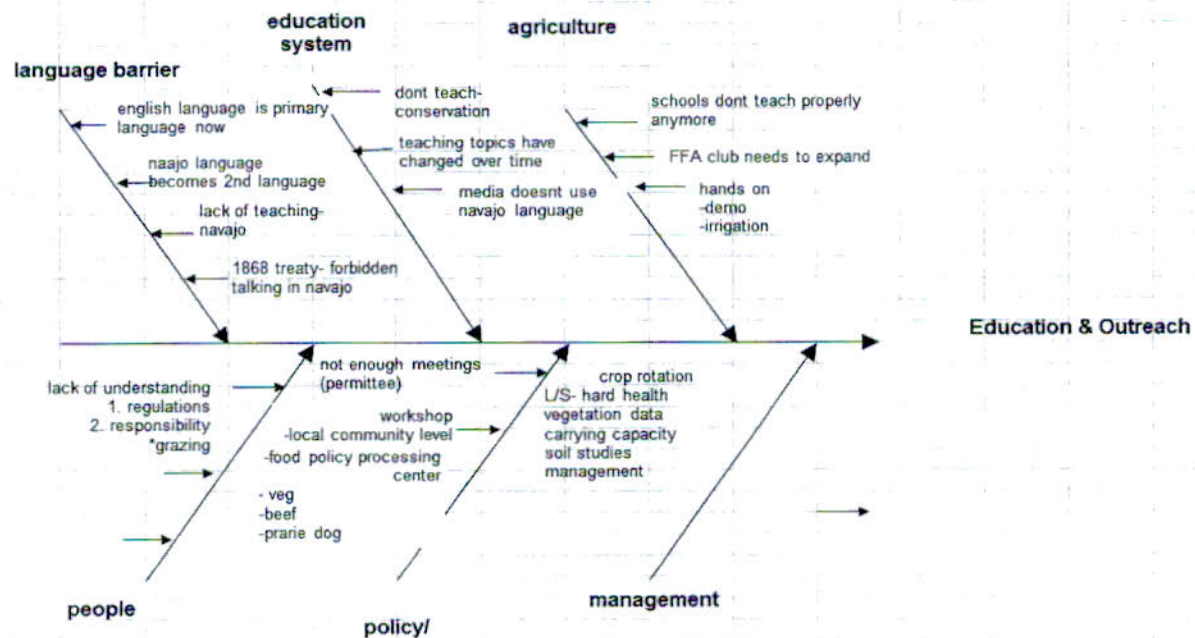 education
system
agriculture
language barrier
english language is primary
language now
naajo language
becomes 2nd language
lack of teaching-
navajo
1868 treaty- forbidden
talking in navajo
dont teach-
conservation
teaching topics have
changed over time
media doesnt use
navajo language
schools dont teach properly
anymore
FFA club needs to expand
hands on
-demo
-irrigation
Education & Outreach
lack of understanding
1. regulations
2. responsibility
*grazing
not enough meetings
(permittee)
workshop
-local community level
-food policy processing
center
- veg
-beef
-prarie dog
crop rotation
L/S- hard health
vegetation data
carrying capacity
soil studies
management
people
policy/
management